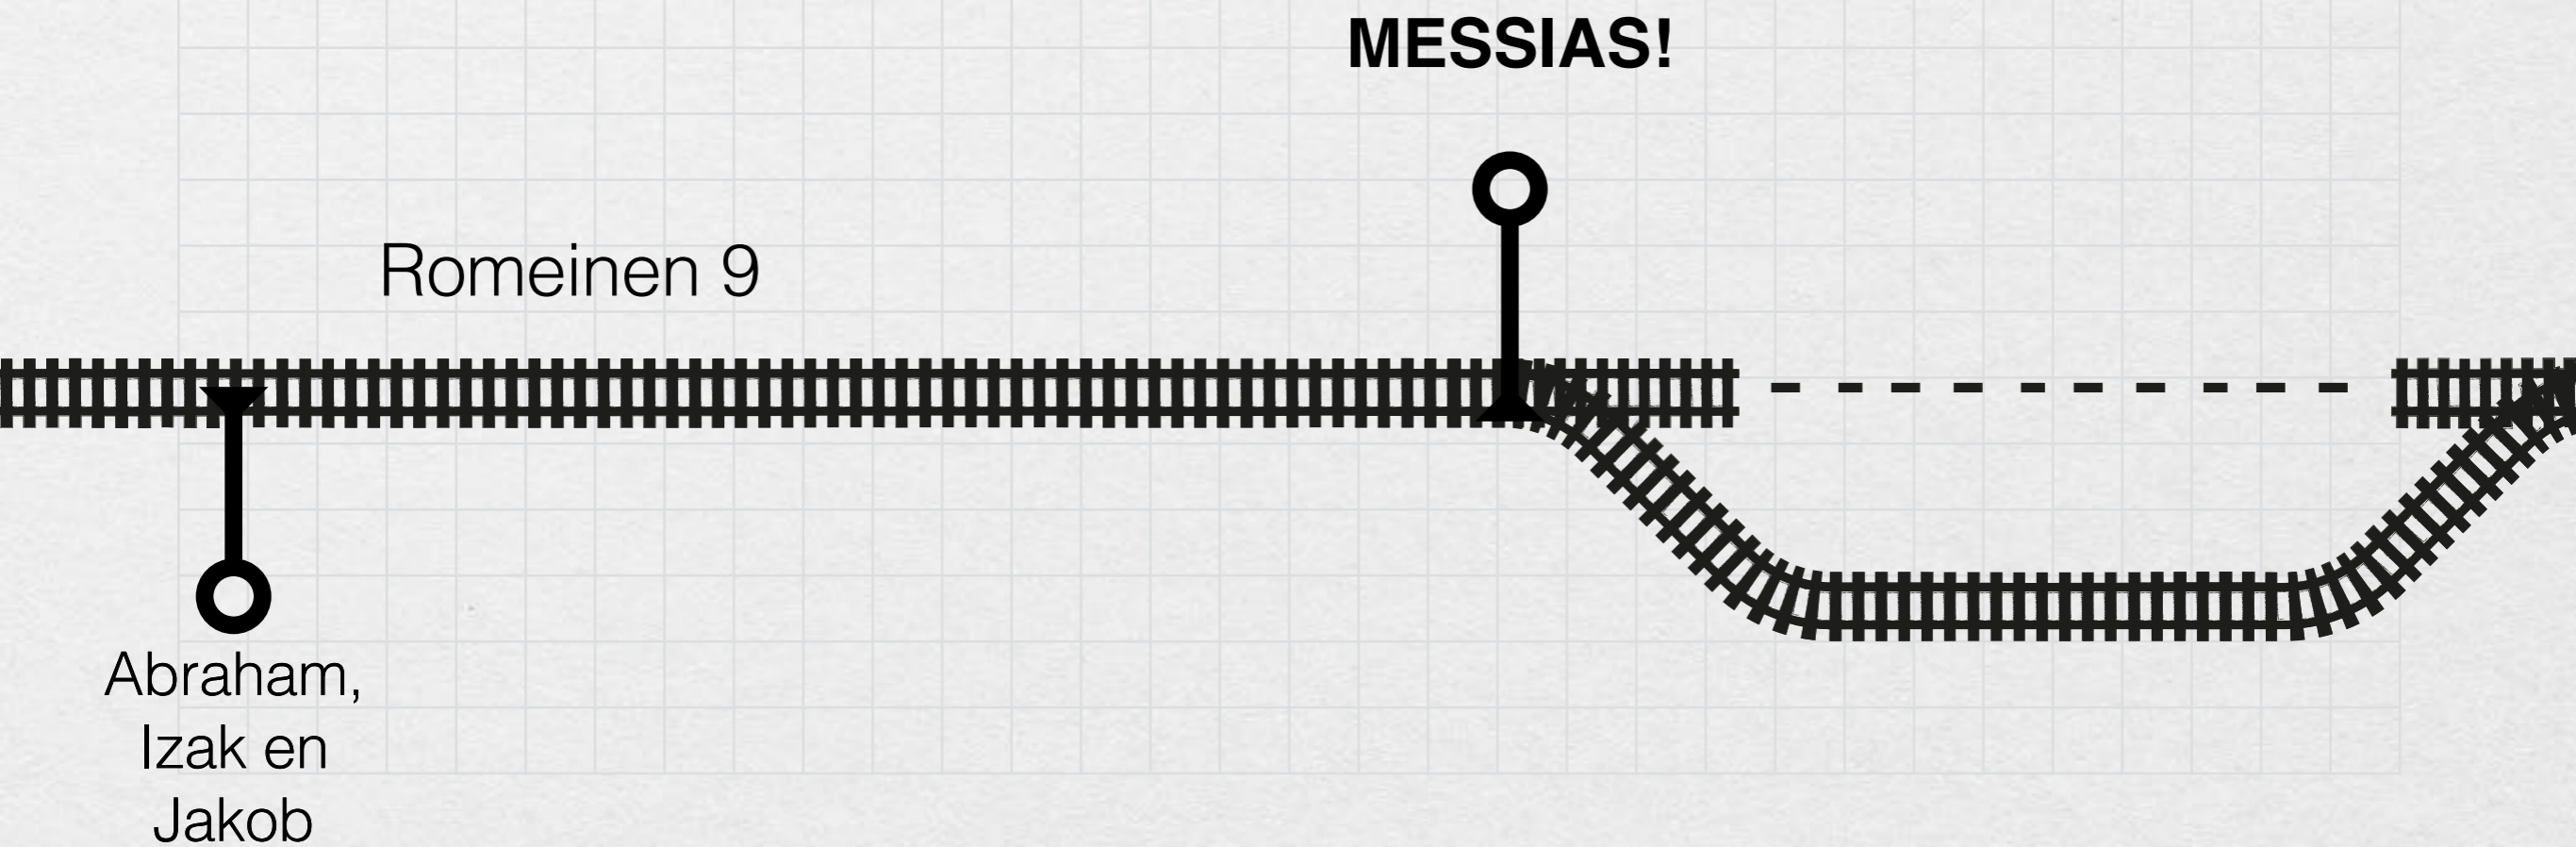 MESSIAS!
Romeinen 9
Abraham,
Izak en
Jakob